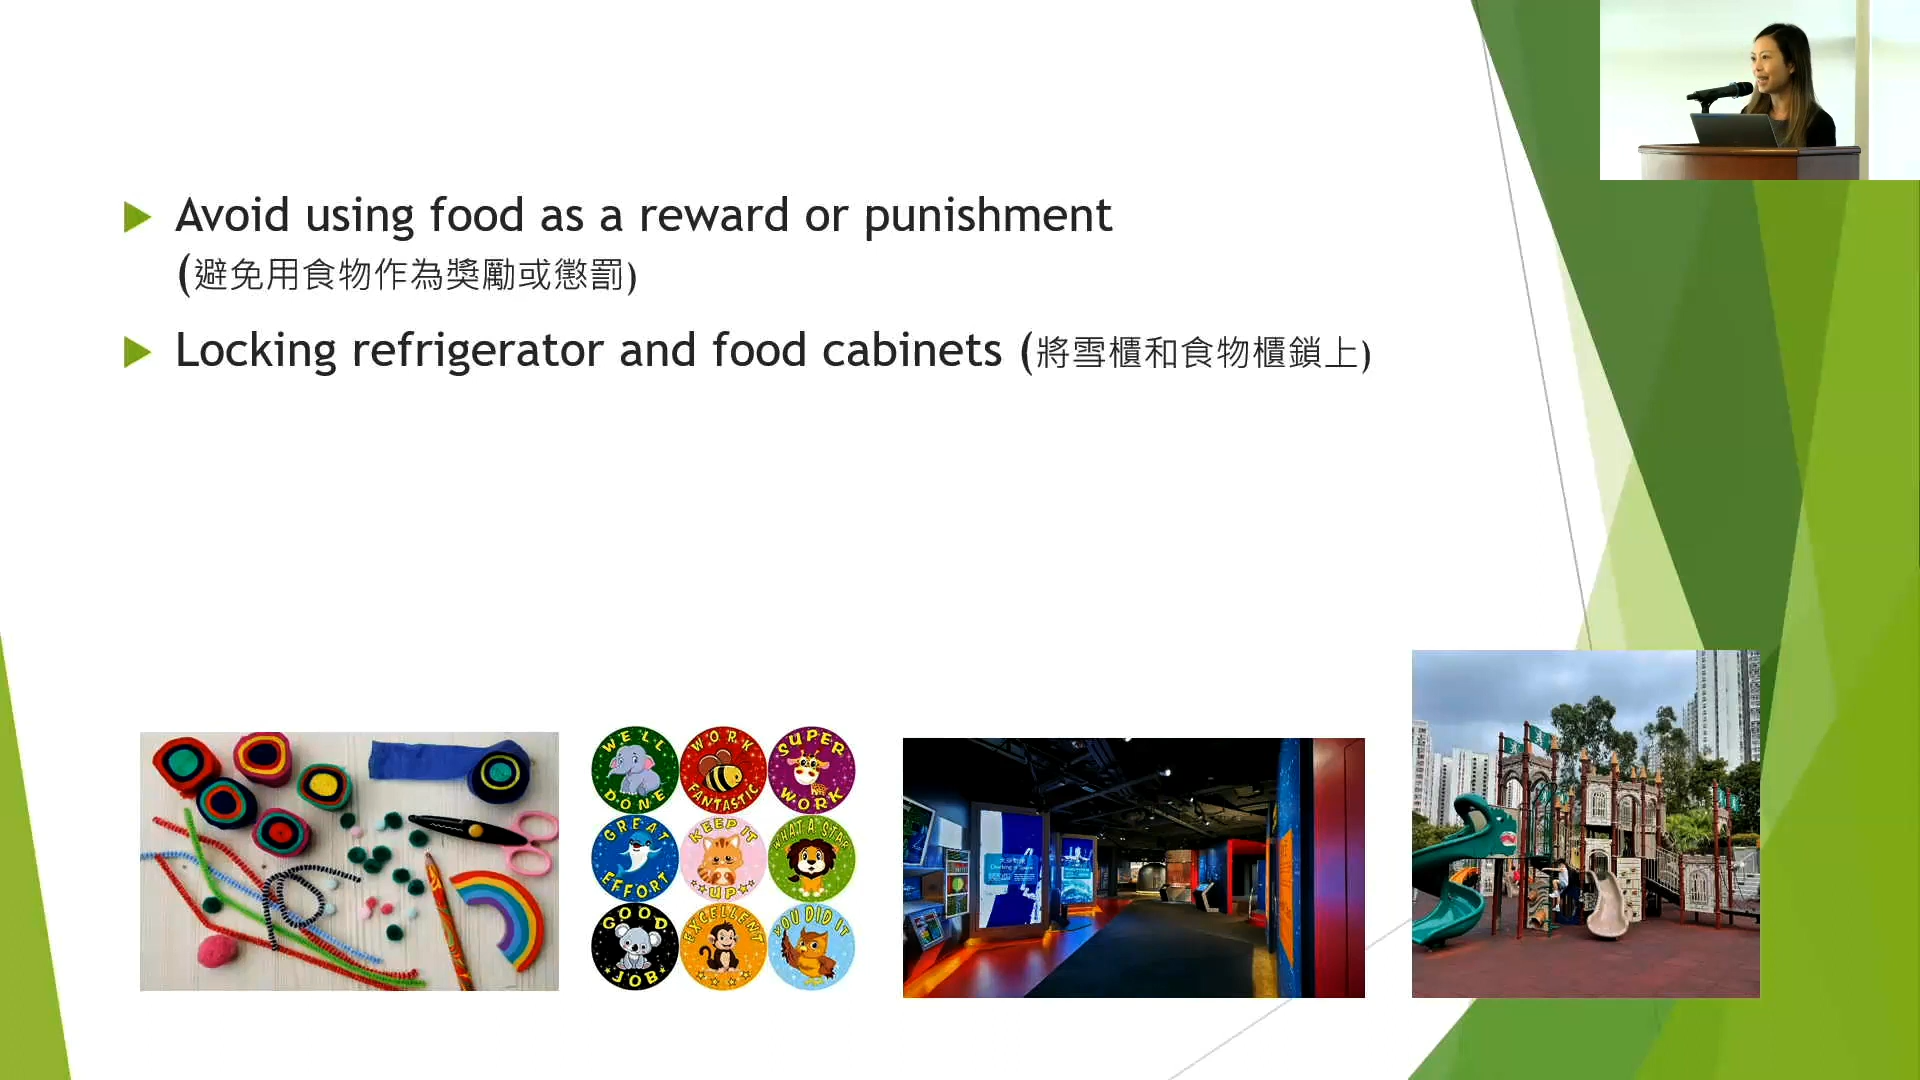 Avoid using food as a reward or punishment
(避免用食物作為獎勵或懲罰)
Locking refrigerator and food cabinets (將雪櫃和食物櫃鎖上)
WELL DONE
WORK FANTASTIC
SUPER WORK
GREAT EFFORT
KEEP IT UP
WHAT A STAR
GOOD JOB
EXCELLENT
YOU DID IT